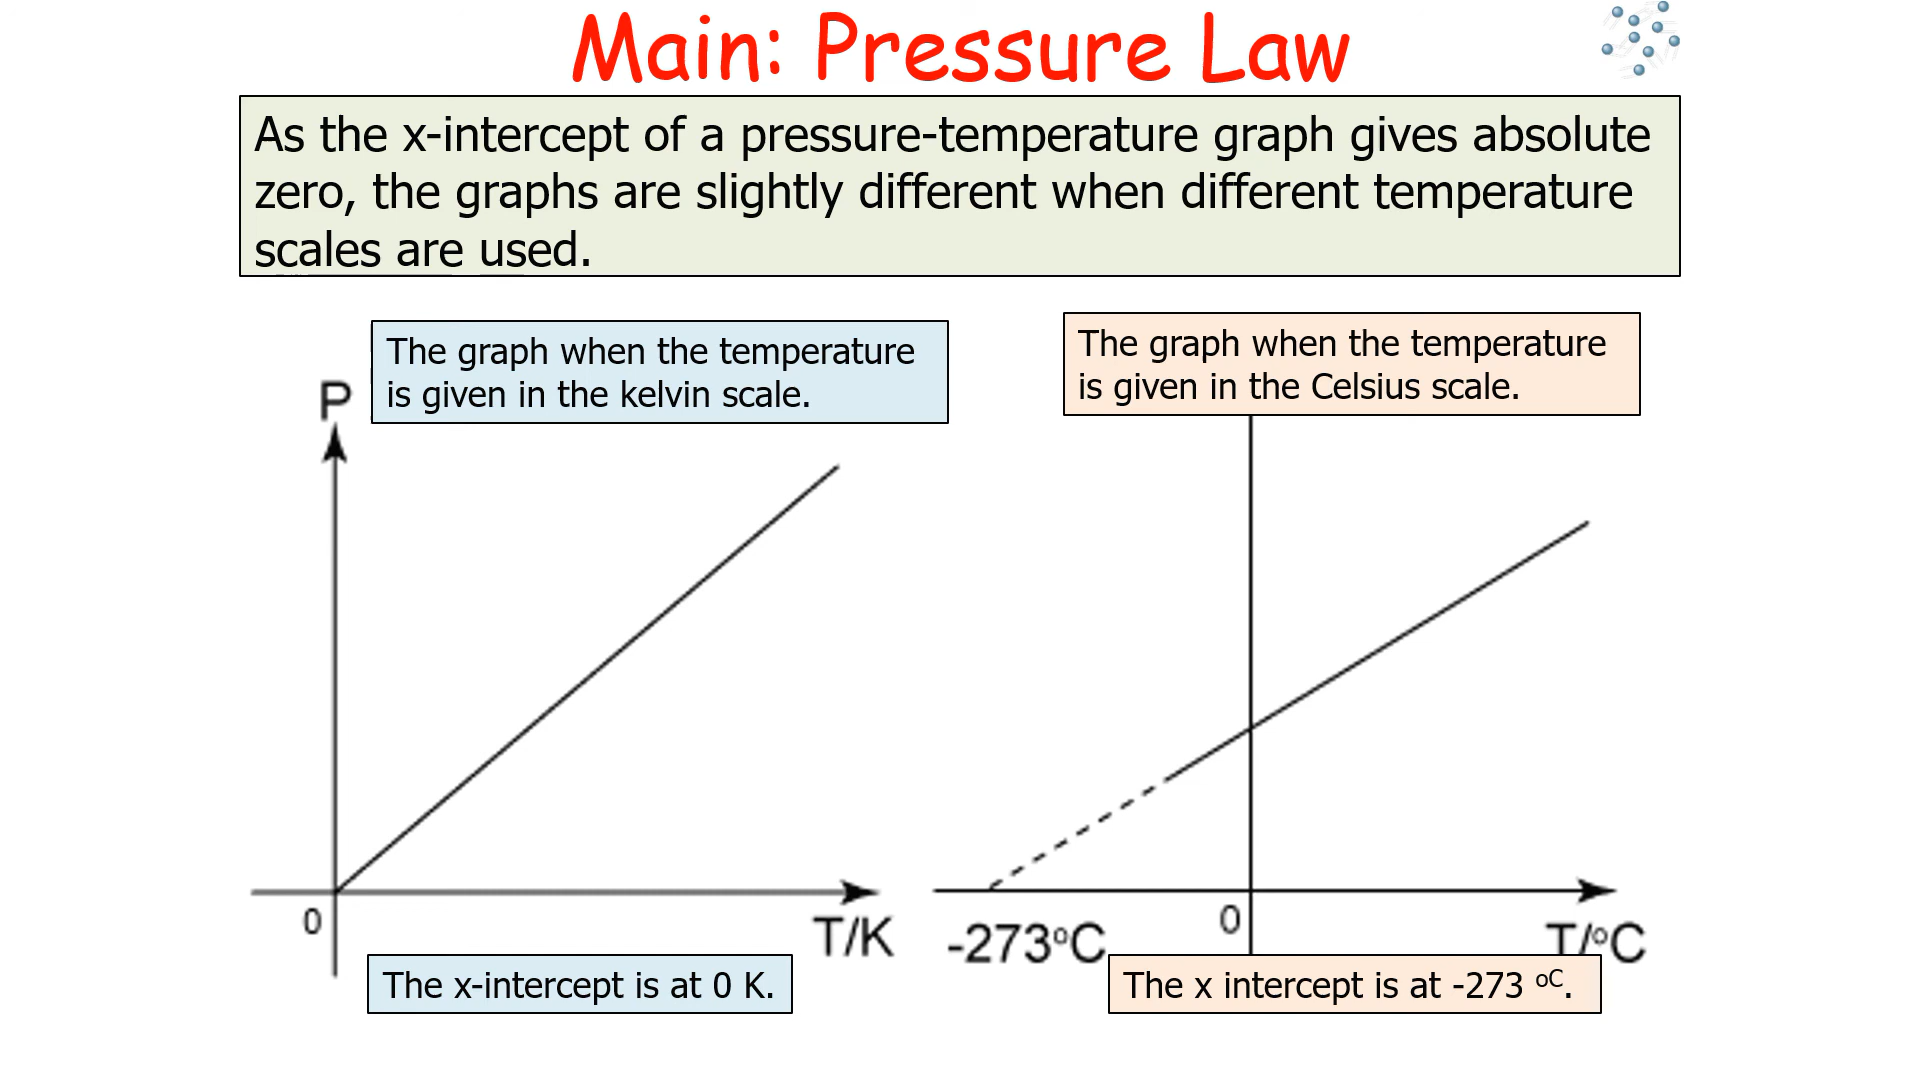 Main: Pressure Law
As the x-intercept of a pressure-temperature graph gives absolute
zero, the graphs are slightly different when different temperature
scales are used.
The graph when the temperature
is given in the kelvin scale.
P
0
T/K
The x-intercept is at 0 K.
The graph when the temperature
is given in the Celsius scale.
-273°C
0
T/°C
The x intercept is at -273 °C.